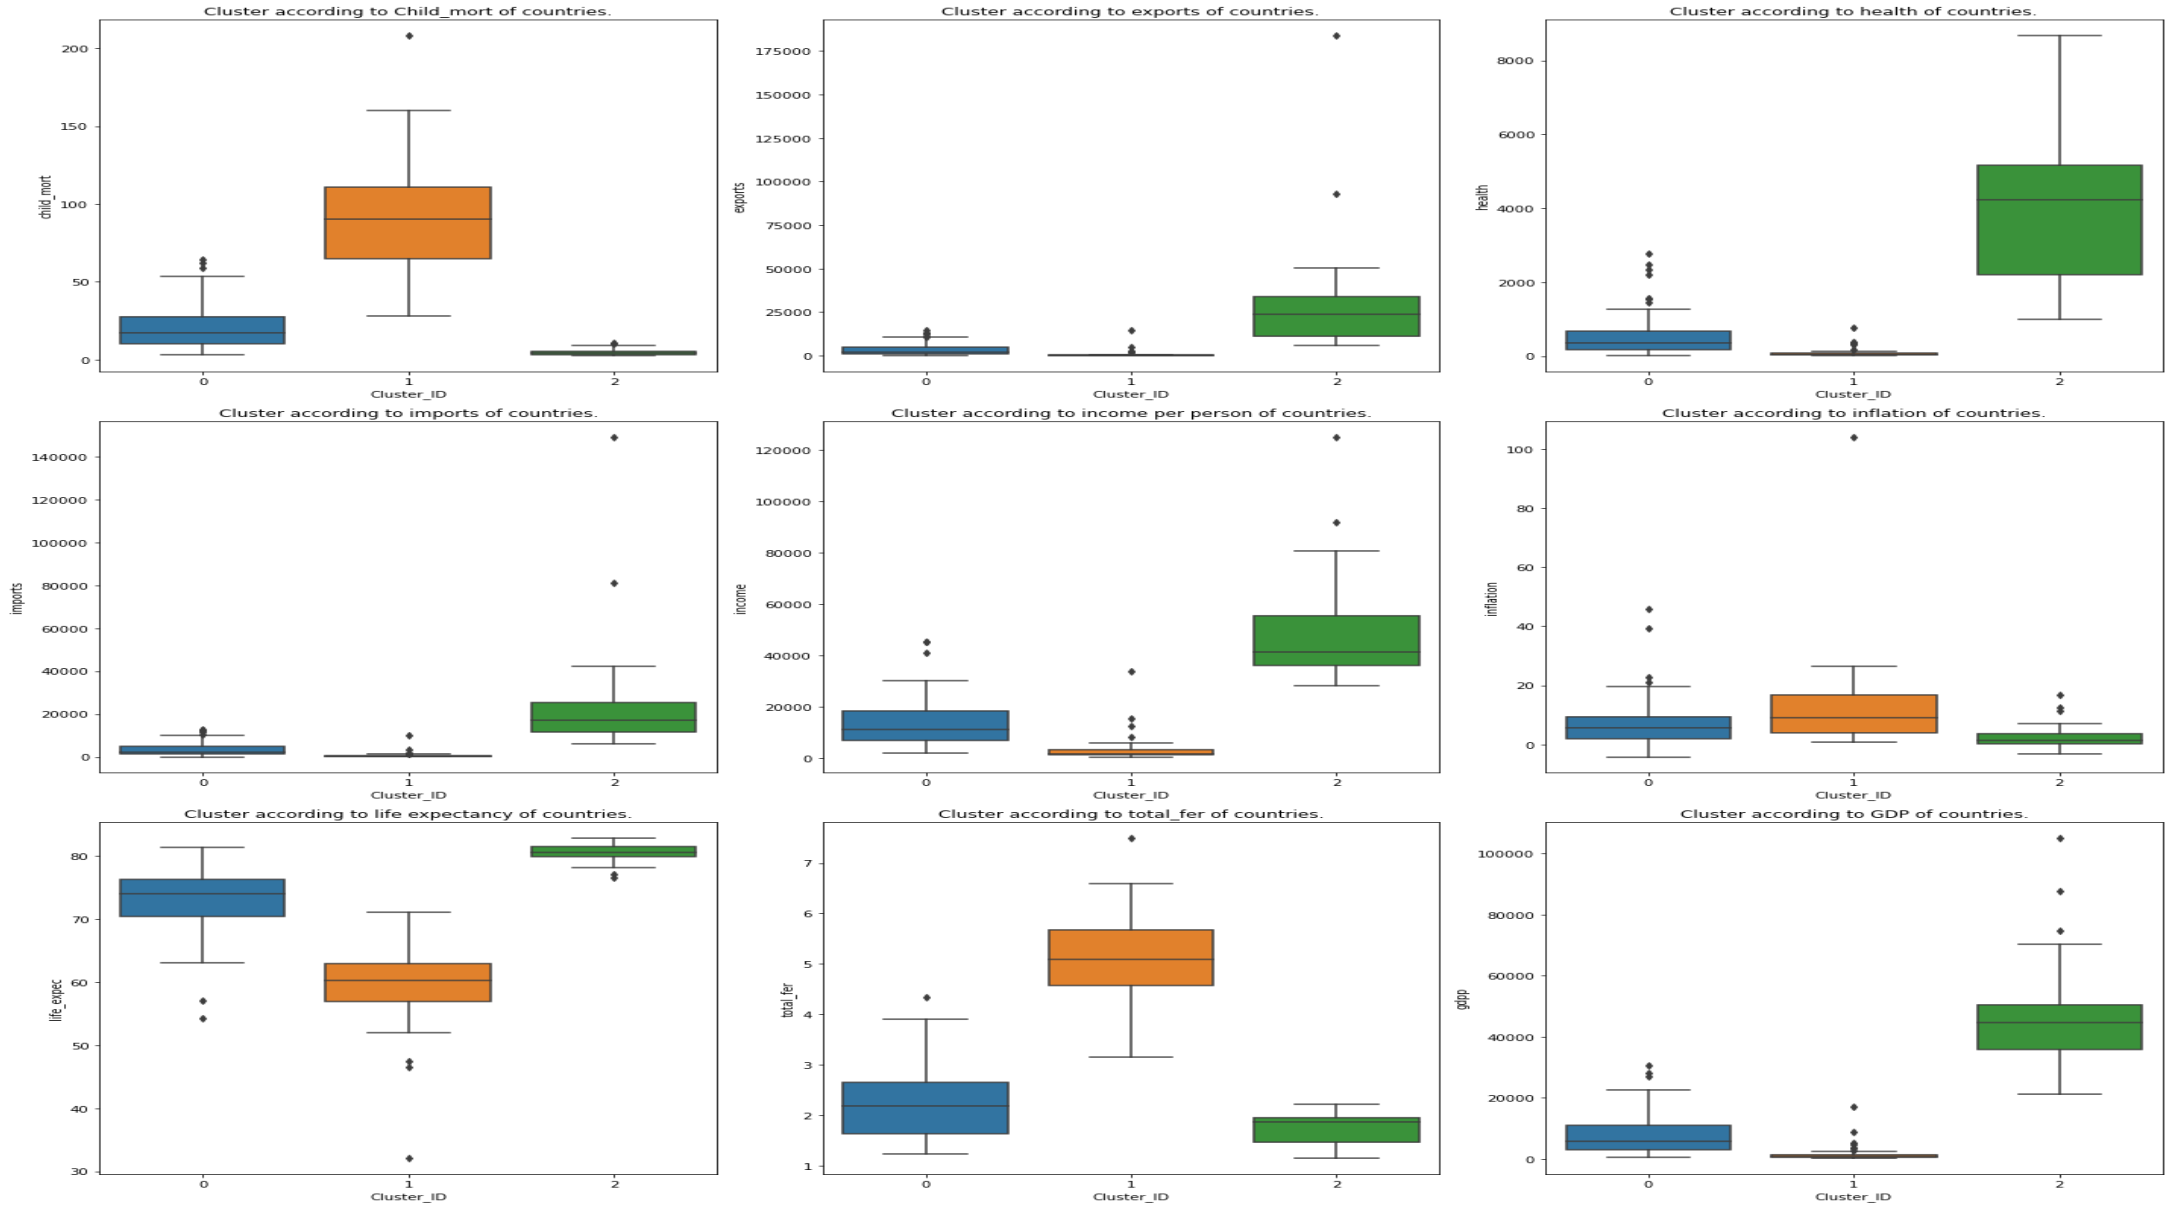 Cluster according to Child_mort of countries.
200
150
100
50
0
child_mort
0 1 2
Cluster_ID
Cluster according to exports of countries.
175000
150000
125000
100000
75000
50000
25000
0
exports
0 1 2
Cluster_ID
Cluster according to health of countries.
8000
6000
4000
2000
0
health
0 1 2
Cluster_ID
Cluster according to imports of countries.
140000
120000
100000
80000
60000
40000
20000
0
imports
0 1 2
Cluster_ID
Cluster according to income per person of countries.
120000
100000
80000
60000
40000
20000
0
income
0 1 2
Cluster_ID
Cluster according to inflation of countries.
100
80
60
40
20
0
inflation
0 1 2
Cluster_ID
Cluster according to life expectancy of countries.
80
70
60
50
40
30
life_expec
0 1 2
Cluster_ID
Cluster according to total_fer of countries.
7
6
5
4
3
2
1
total_fer
0 1 2
Cluster_ID
Cluster according to GDP of countries.
100000
80000
60000
40000
20000
0
gdpp
0 1 2
Cluster_ID